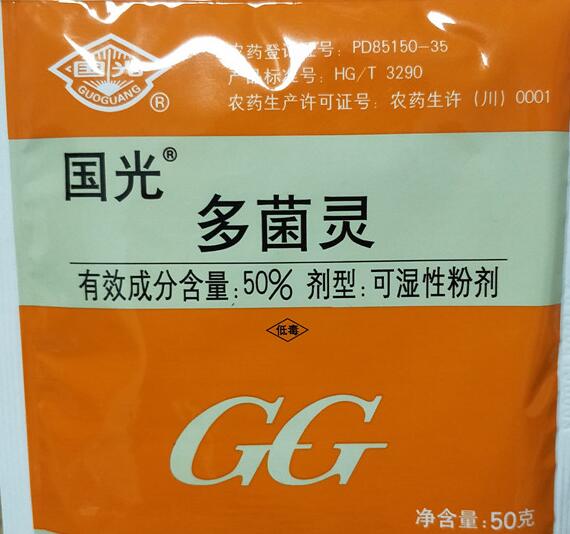 国光
GUOGUANG
®
农药登记证号：PD85150-35
产品标准号：HG/T 3290
农药生产许可证号：农药生许（川）0001
国光®
多菌灵
有效成分含量：50% 剂型：可湿性粉剂
低毒
GG
净含量：50克